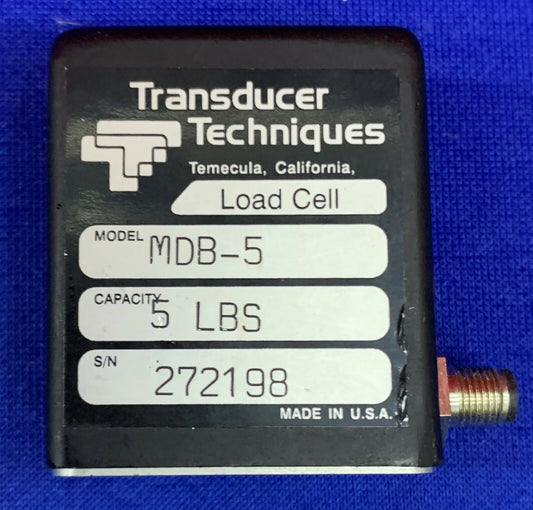 Transducer
Techniques
Temecula, California,
Load Cell
MODEL MDB-5
CAPACITY 5 LBS
S/N 272198
MADE IN U.S.A.